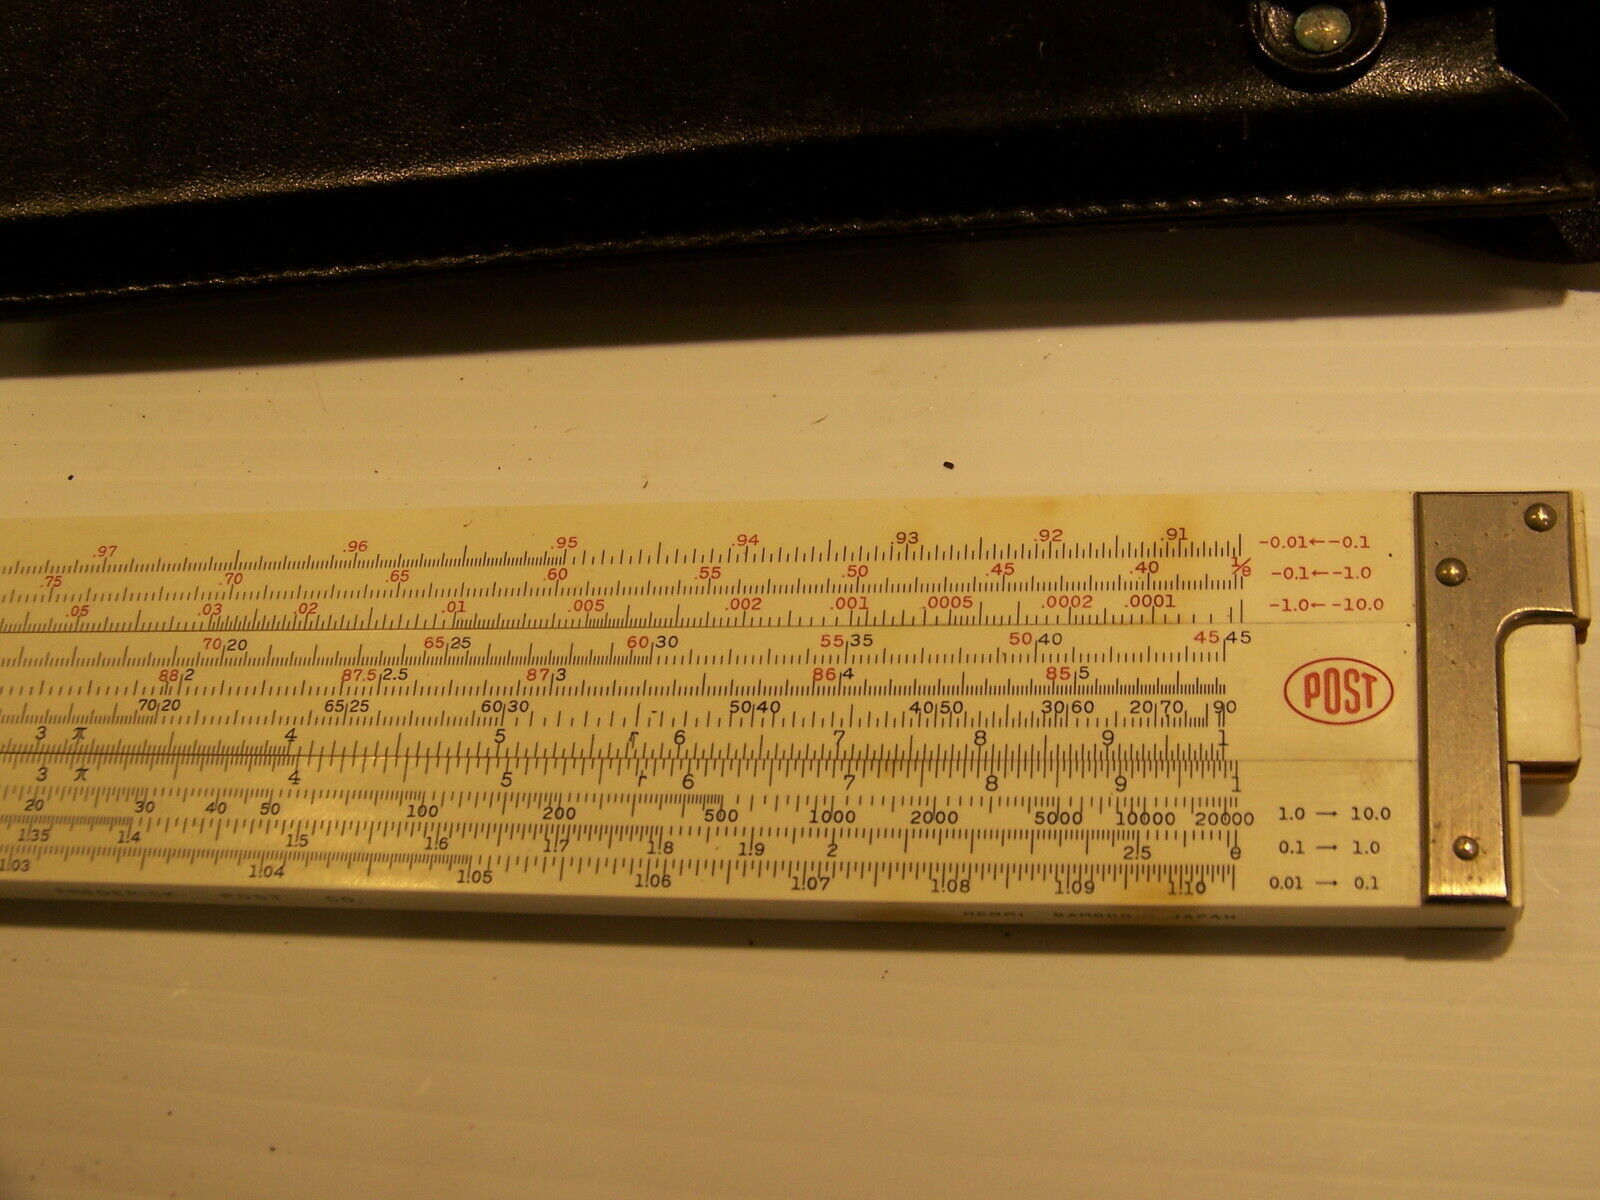 .97 .96 .95 .94 .93 .92 .91 -0.01←-0.1
.75 .70 .65 .60 .55 .50 .45 .40 1/e -0.1←-1.0
.05 .03 .02 .01 .005 .002 .001 .0005 .0002 .0001 -1.0←-10.0
70 20 65 25 60 30 55 35 50 40 45 45
88 2 87.5 2.5 87 3 86 4 85 5
POST
70 20 65 25 60 30 50 40 40 50 30 60 20 70 90
3 π 4 5 r 6 7 8 9 1
3 π 4 5 r 6 7 8 9 1
20 30 40 50 100 200 500 1000 2000 5000 10000 20000 1.0 → 10.0
1.35 1.4 1.5 1.6 1.7 1.8 1.9 2 2.5 e 0.1 → 1.0
1.03 1.04 1.05 1.06 1.07 1.08 1.09 1.10 0.01 → 0.1
FREDERICK POST CO. HEMMI BAMBOO JAPAN